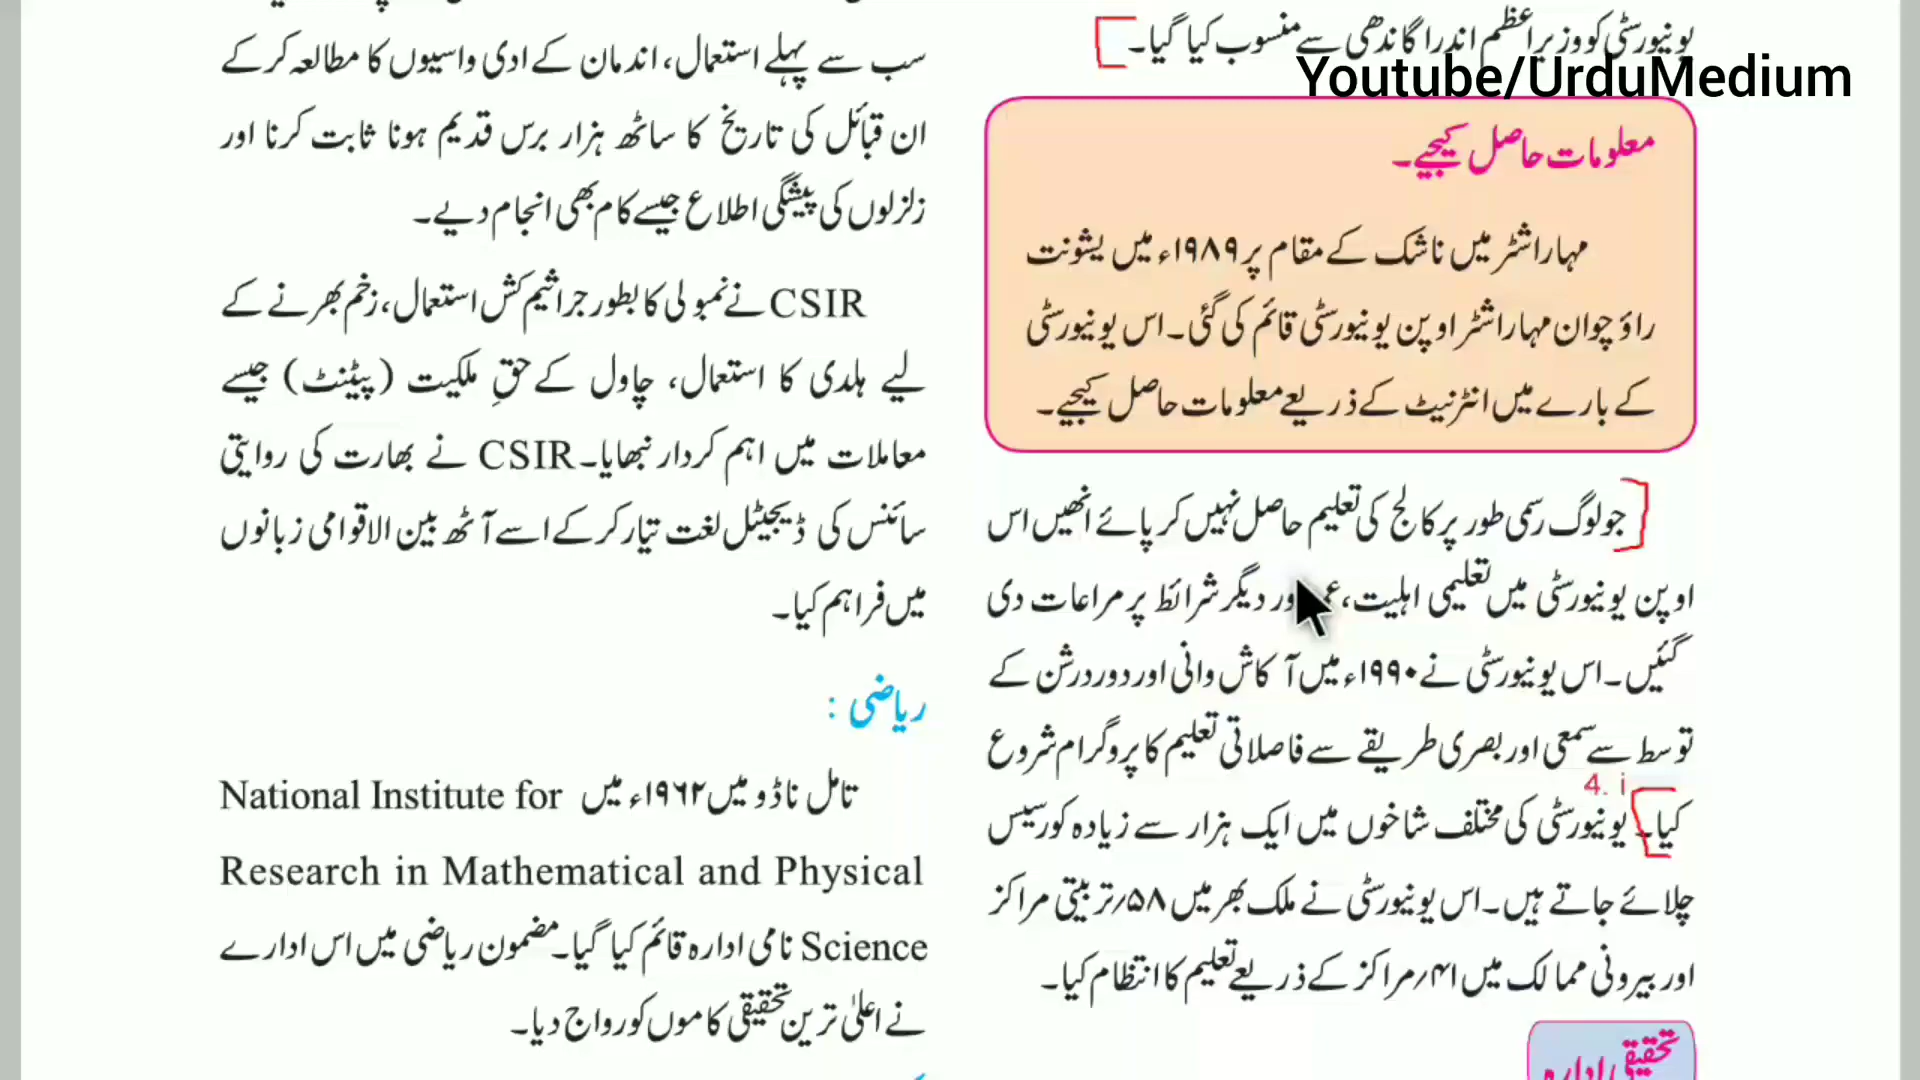 یونیورسٹی کو وزیرِ اعظم اندرا گاندھی سے منسوب کیا گیا۔
Youtube/UrduMedium
معلومات حاصل کیجیے۔
مہاراشٹر میں ناشک کے مقام پر ۱۹۸۹ء میں یشونت
راؤ چوان مہاراشٹر اوپن یونیورسٹی قائم کی گئی۔ اس یونیورسٹی
کے بارے میں انٹرنیٹ کے ذریعے معلومات حاصل کیجیے۔
جو لوگ رسمی طور پر کالج کی تعلیم حاصل نہیں کر پائے انھیں اس
اوپن یونیورسٹی میں تعلیمی اہلیت، دیگر شرائط پر مراعات دی
گئیں۔ اس یونیورسٹی نے ۱۹۹۰ء میں آکاش وانی اور دوردرشن کے
توسط سے سمعی اور بصری طریقے سے فاصلاتی تعلیم کا پروگرام شروع
4. i
کیا۔ یونیورسٹی کی مختلف شاخوں میں ایک ہزار سے زیادہ کورسیس
چلائے جاتے ہیں۔ اس یونیورسٹی نے ملک بھر میں ۵۸؍تربیتی مراکز
اور بیرونی ممالک میں ۴۱؍مراکز کے ذریعے تعلیم کا انتظام کیا۔
تحقیقی ادارہ
سب سے پہلے استعمال، اندمان کے ادی واسیوں کا مطالعہ کر کے
ان قبائل کی تاریخ کا ساٹھ ہزار برس قدیم ہونا ثابت کرنا اور
زلزلوں کی پیشگی اطلاع جیسے کام بھی انجام دیے۔
CSIR نے نمبولی کا بطور جراثیم کش استعمال، زخم بھرنے کے
لیے ہلدی کا استعمال، چاول کے حقِ ملکیت (پیٹنٹ) جیسے
معاملات میں اہم کردار نبھایا۔ CSIR نے بھارت کی روایتی
سائنس کی ڈیجیٹل لغت تیار کر کے اسے آٹھ بین الاقوامی زبانوں
میں فراہم کیا۔
ریاضی :
تامل ناڈو میں ۱۹۶۲ء میں National Institute for
Research in Mathematical and Physical
Science نامی ادارہ قائم کیا گیا۔ مضمون ریاضی میں اس ادارے
نے اعلیٰ ترین تحقیقی کاموں کو رواج دیا۔